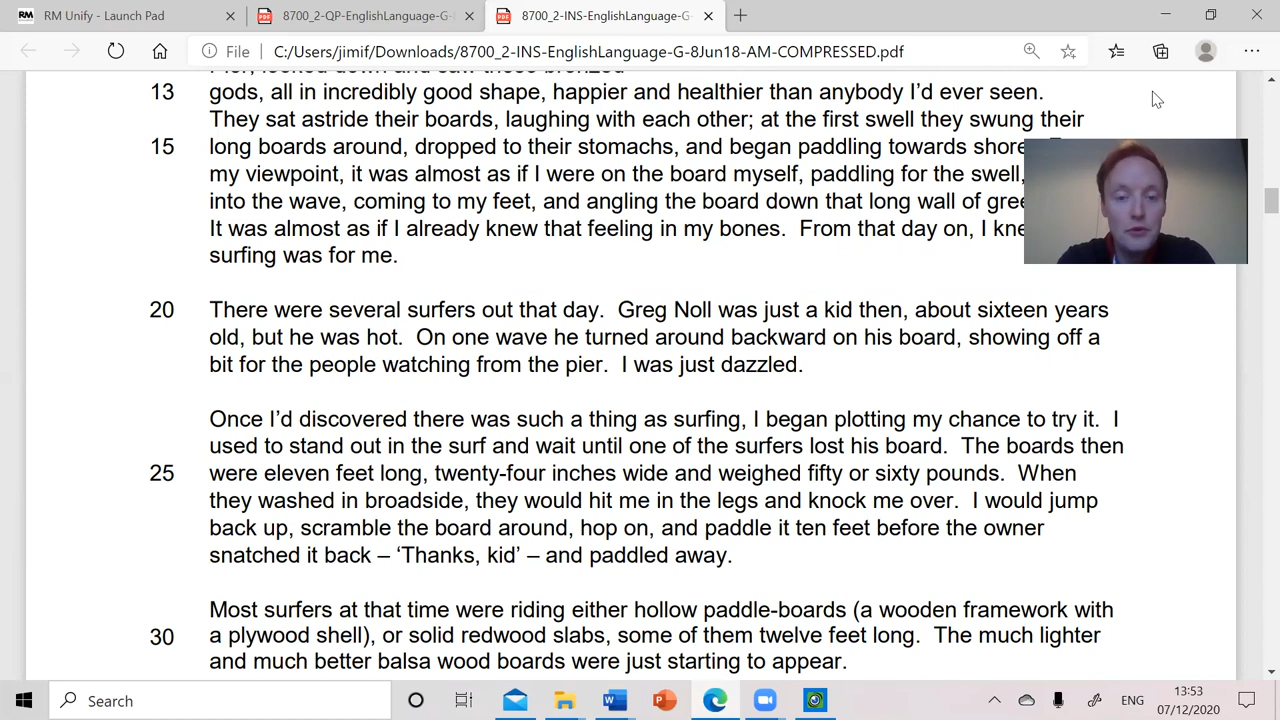 RM Unify - Launch Pad
8700_2-QP-EnglishLanguage-G-8
8700_2-INS-EnglishLanguage-G-
File
C:/Users/jimif/Downloads/8700_2-INS-EnglishLanguage-G-8Jun18-AM-COMPRESSED.pdf
13 gods, all in incredibly good shape, happier and healthier than anybody I’d ever seen.
They sat astride their boards, laughing with each other; at the first swell they swung their
15 long boards around, dropped to their stomachs, and began paddling towards shore
my viewpoint, it was almost as if I were on the board myself, paddling for the swell,
into the wave, coming to my feet, and angling the board down that long wall of gree
It was almost as if I already knew that feeling in my bones. From that day on, I kne
surfing was for me.
20 There were several surfers out that day. Greg Noll was just a kid then, about sixteen years
old, but he was hot. On one wave he turned around backward on his board, showing off a
bit for the people watching from the pier. I was just dazzled.
Once I’d discovered there was such a thing as surfing, I began plotting my chance to try it. I
used to stand out in the surf and wait until one of the surfers lost his board. The boards then
25 were eleven feet long, twenty-four inches wide and weighed fifty or sixty pounds. When
they washed in broadside, they would hit me in the legs and knock me over. I would jump
back up, scramble the board around, hop on, and paddle it ten feet before the owner
snatched it back – ‘Thanks, kid’ – and paddled away.
Most surfers at that time were riding either hollow paddle-boards (a wooden framework with
30 a plywood shell), or solid redwood slabs, some of them twelve feet long. The much lighter
and much better balsa wood boards were just starting to appear.
Search
ENG
13:53
07/12/2020